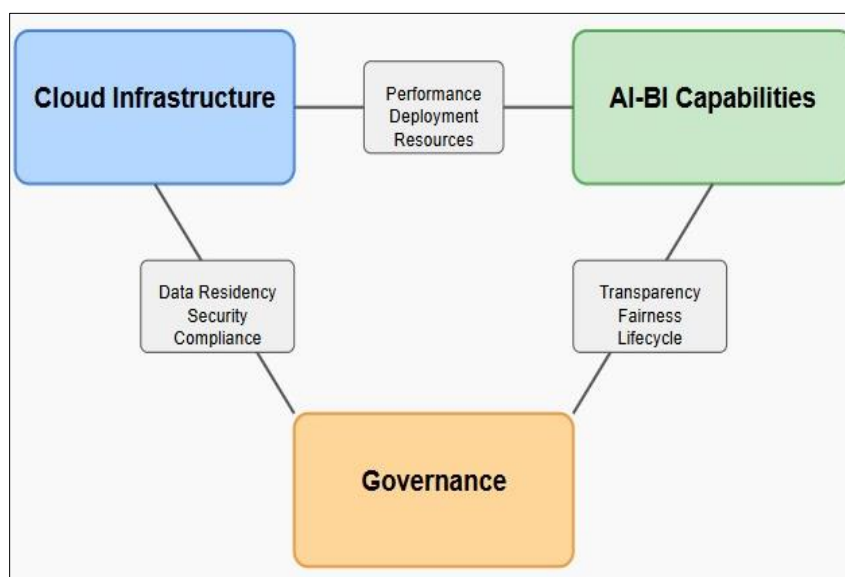 Cloud Infrastructure
Performance
Deployment
Resources
AI-BI Capabilities
Data Residency
Security
Compliance
Transparency
Fairness
Lifecycle
Governance